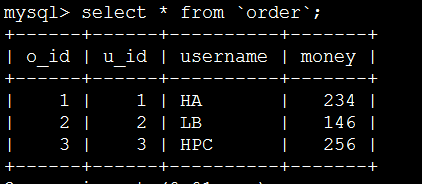 mysql> select * from `order`;
+------+------+----------+-------+
| o_id | u_id | username | money |
+------+------+----------+-------+
| 1 | 1 | HA | 234 |
| 2 | 2 | LB | 146 |
| 3 | 3 | HPC | 256 |
+------+------+----------+-------+